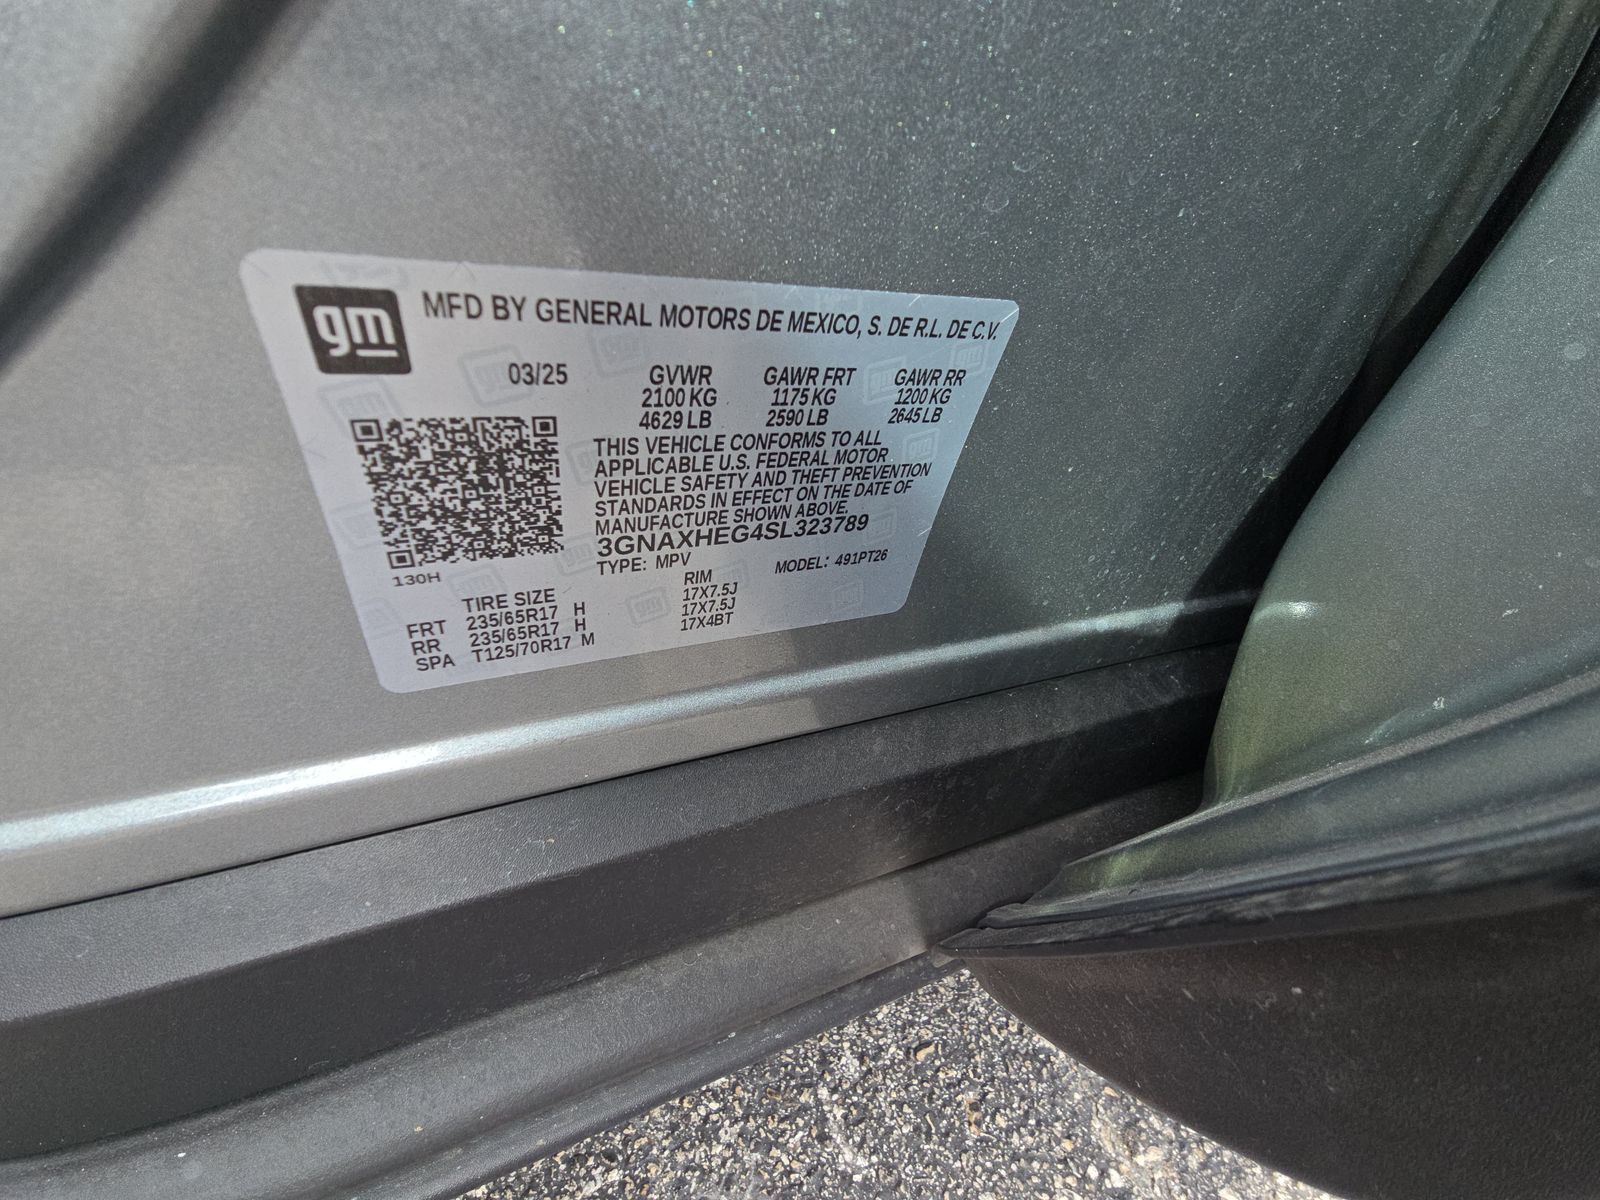 gm
MFD BY GENERAL MOTORS DE MEXICO, S. DE R.L. DE C.V.
03/25 GVWR GAWR FRT GAWR RR
2100 KG 1175 KG 1200 KG
4629 LB 2590 LB 2645 LB
THIS VEHICLE CONFORMS TO ALL
APPLICABLE U.S. FEDERAL MOTOR
VEHICLE SAFETY AND THEFT PREVENTION
STANDARDS IN EFFECT ON THE DATE OF
MANUFACTURE SHOWN ABOVE.
3GNAXHEG4SL323789
TYPE: MPV MODEL: 491PT26
130H
TIRE SIZE RIM
FRT 235/65R17 H 17X7.5J
RR 235/65R17 H 17X7.5J
SPA T125/70R17 M 17X4BT